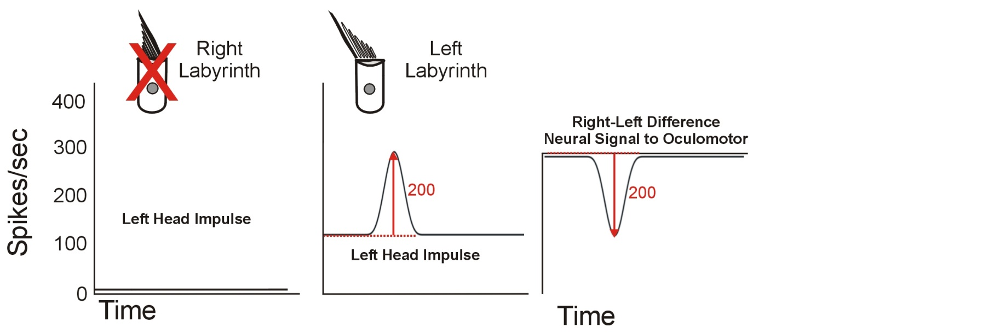 Right
Labyrinth
Left
Labyrinth
Spikes/sec
400
300
200
100
0
Left Head Impulse
Time
200
Left Head Impulse
Right-Left Difference
Neural Signal to Oculomotor
200
Time